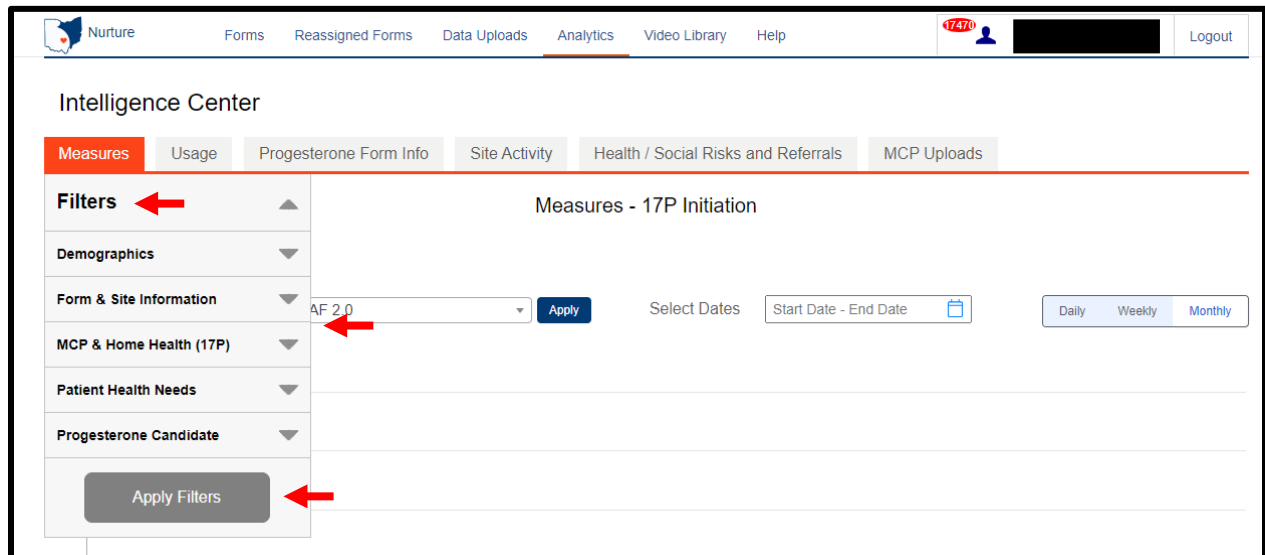 Nurture Forms Reassigned Forms Data Uploads Analytics Video Library Help 17470 Logout
Intelligence Center
Measures Usage Progesterone Form Info Site Activity Health / Social Risks and Referrals MCP Uploads
Filters
Measures - 17P Initiation
Demographics
Form & Site Information
AF 2.0 Apply Select Dates Start Date - End Date Daily Weekly Monthly
MCP & Home Health (17P)
Patient Health Needs
Progesterone Candidate
Apply Filters